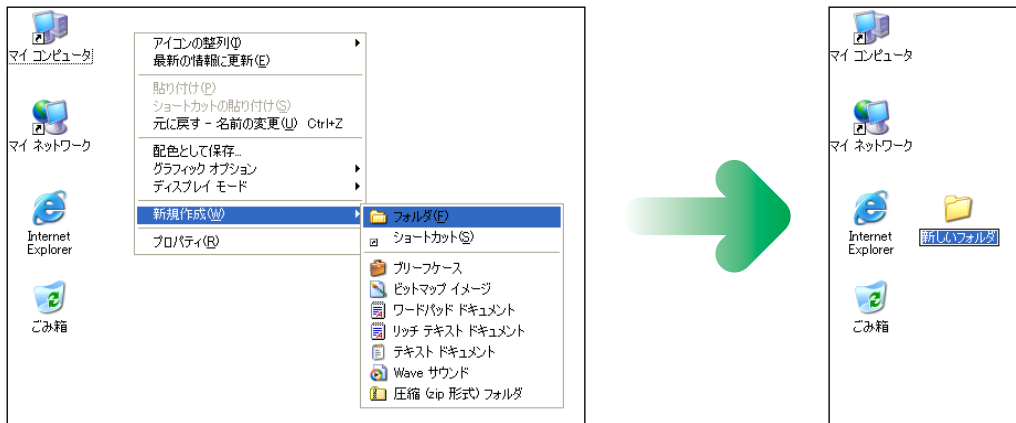 マイ コンピュータ
マイ ネットワーク
Internet
Explorer
ごみ箱
アイコンの整列(I)
最新の情報に更新(E)
貼り付け(P)
ショートカットの貼り付け(S)
元に戻す - 名前の変更(U) Ctrl+Z
配色として保存...
グラフィック オプション
ディスプレイ モード
新規作成(W)
プロパティ(R)
フォルダ(F)
ショートカット(S)
ブリーフケース
ビットマップ イメージ
ワードパッド ドキュメント
リッチ テキスト ドキュメント
テキスト ドキュメント
Wave サウンド
圧縮 (zip 形式) フォルダ
マイ コンピュータ
マイ ネットワーク
Internet
Explorer
新しいフォルダ
ごみ箱